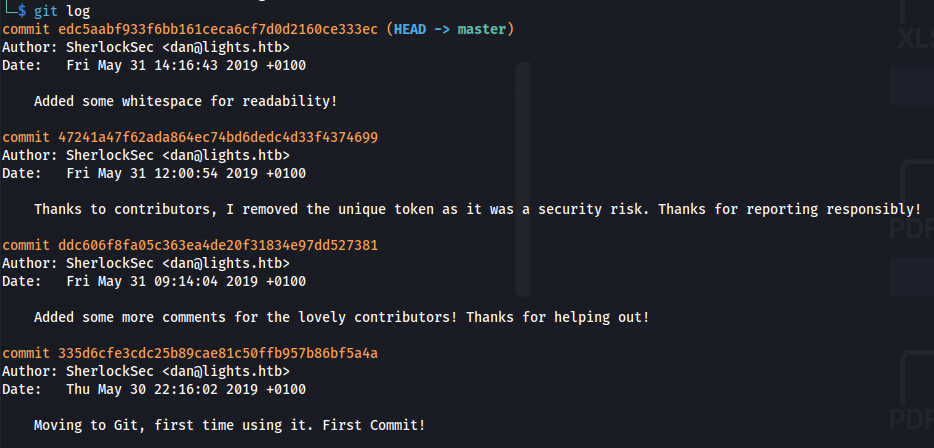 $ git log
commit edc5aabf933f6bb161ceca6cf7d0d2160ce333ec (HEAD -> master)
Author: SherlockSec <dan@lights.htb>
Date:   Fri May 31 14:16:43 2019 +0100
    Added some whitespace for readability!
commit 47241a47f62ada864ec74bd6dedc4d33f4374699
Author: SherlockSec <dan@lights.htb>
Date:   Fri May 31 12:00:54 2019 +0100
    Thanks to contributors, I removed the unique token as it was a security risk. Thanks for reporting responsibly!
commit ddc606f8fa05c363ea4de20f31834e97dd527381
Author: SherlockSec <dan@lights.htb>
Date:   Fri May 31 09:14:04 2019 +0100
    Added some more comments for the lovely contributors! Thanks for helping out!
commit 335d6cfe3cdc25b89cae81c50ffb957b86bf5a4a
Author: SherlockSec <dan@lights.htb>
Date:   Thu May 30 22:16:02 2019 +0100
    Moving to Git, first time using it. First Commit!
XLS
PDF
PDF